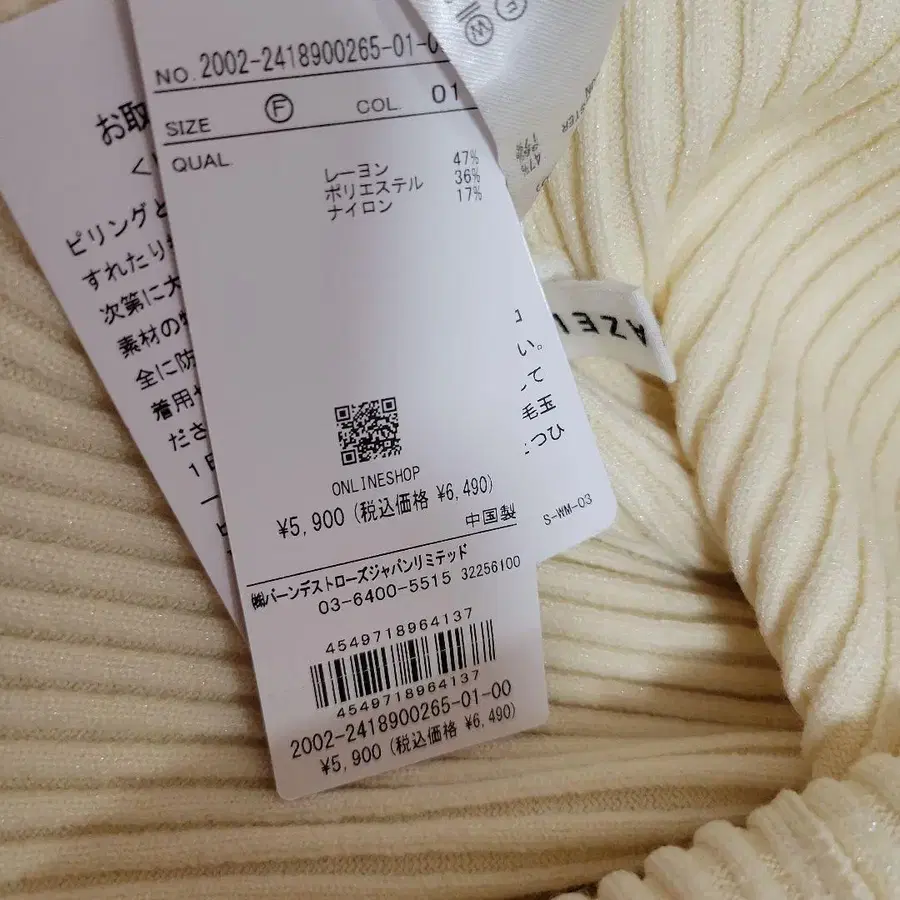 NO. 2002-2418900265-01-0
SIZE Ⓕ COL. 01
QUAL.
レーヨン 47%
ポリエステル 36%
ナイロン 17%
ONLINESHOP
¥5,900 (税込価格 ¥6,490)
中国製
㈱バーンデストローズジャパンリミテッド
03-6400-5515 32256100
4549718964137
4549718964137
2002-2418900265-01-00
¥5,900 (税込価格 ¥6,490)
お取
ピリングと
すれたり
次第に大
素材の
全に防
着用
ださ
い。
て
毛玉
つひ
S-WM-03
AZE
W
F
47%
36%
17%